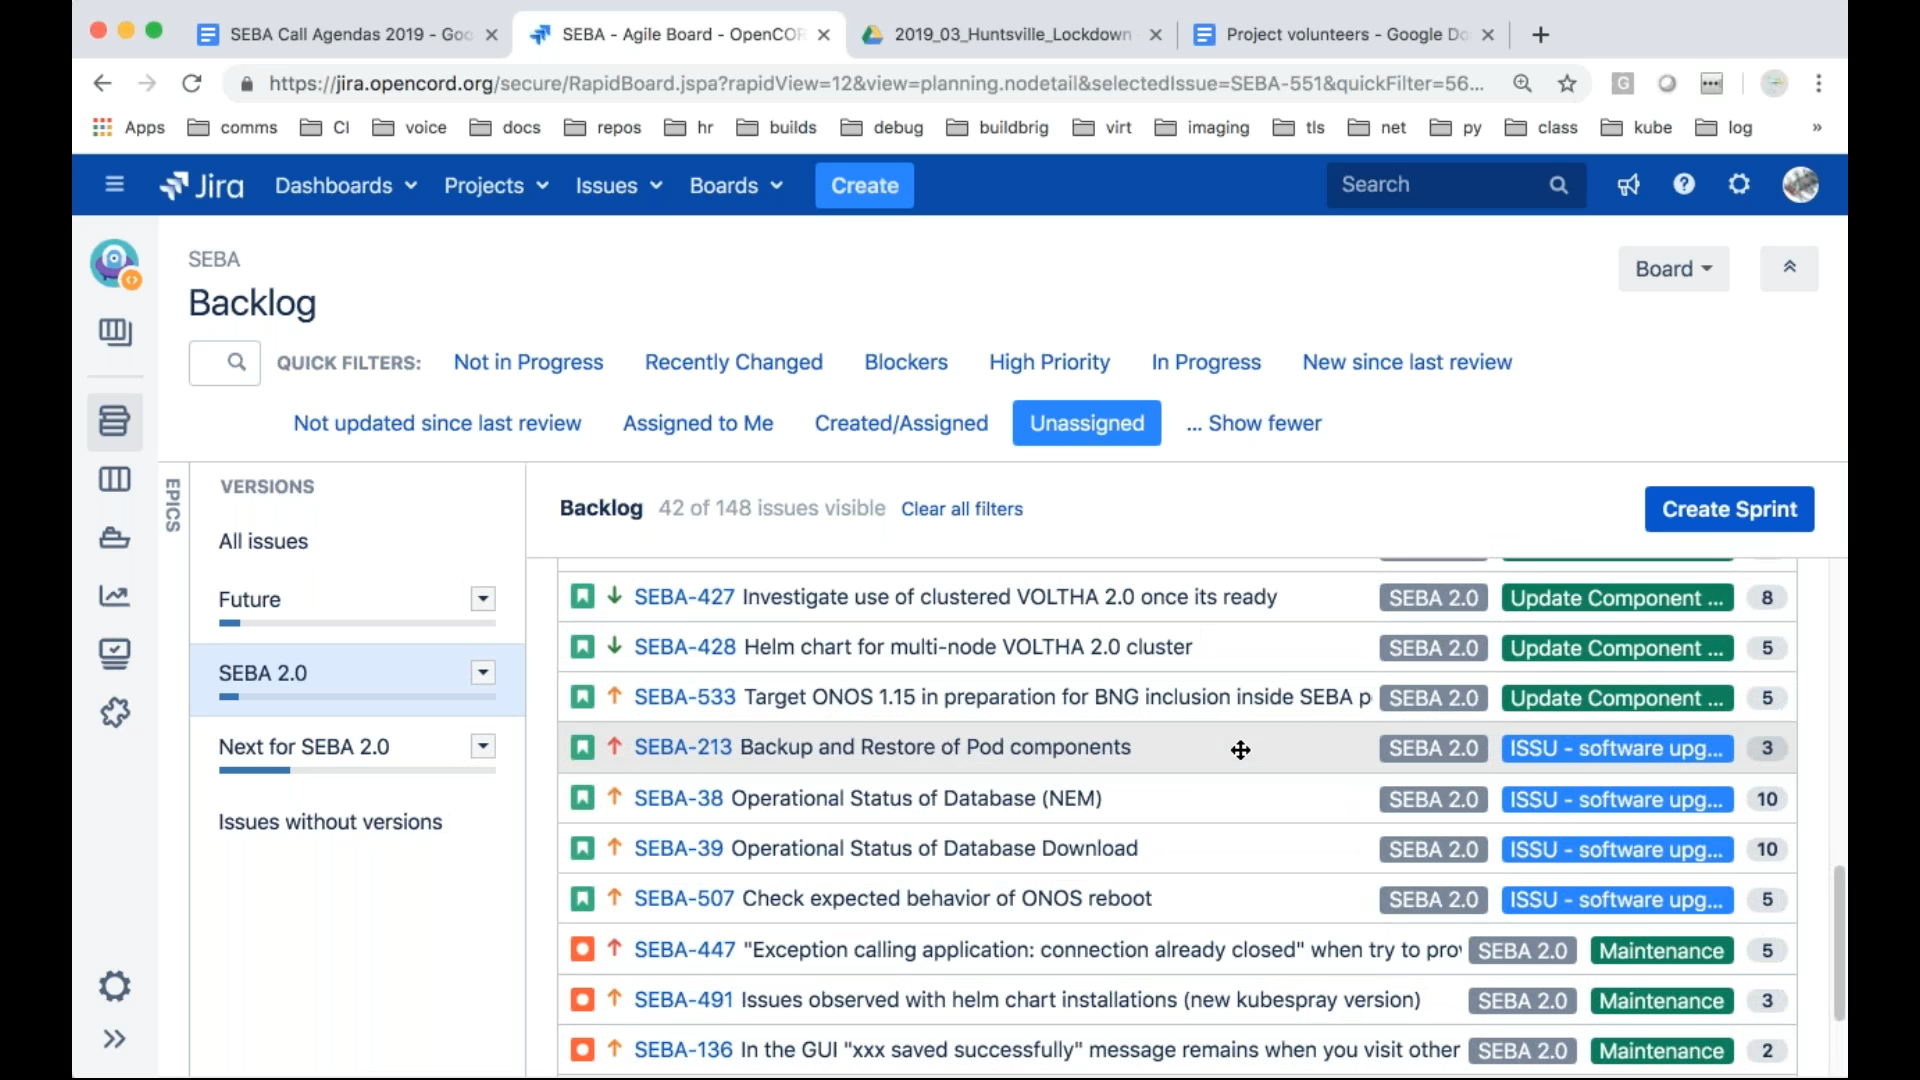 SEBA Call Agendas 2019 - Goo
SEBA - Agile Board - OpenCOR
2019_03_Huntsville_Lockdown
Project volunteers - Google Do
https://jira.opencord.org/secure/RapidBoard.jspa?rapidView=12&view=planning.nodetail&selectedIssue=SEBA-551&quickFilter=56...
Apps comms CI voice docs repos hr builds debug buildbrig virt imaging tls net py class kube log »
Jira Dashboards Projects Issues Boards Create Search
SEBA
Board
Backlog
QUICK FILTERS: Not in Progress Recently Changed Blockers High Priority In Progress New since last review
Not updated since last review Assigned to Me Created/Assigned Unassigned ... Show fewer
EPICS
VERSIONS
All issues
Future
SEBA 2.0
Next for SEBA 2.0
Issues without versions
Backlog 42 of 148 issues visible Clear all filters Create Sprint
SEBA-427 Investigate use of clustered VOLTHA 2.0 once its ready SEBA 2.0 Update Component ... 8
SEBA-428 Helm chart for multi-node VOLTHA 2.0 cluster SEBA 2.0 Update Component ... 5
SEBA-533 Target ONOS 1.15 in preparation for BNG inclusion inside SEBA p SEBA 2.0 Update Component ... 5
SEBA-213 Backup and Restore of Pod components SEBA 2.0 ISSU - software upg... 3
SEBA-38 Operational Status of Database (NEM) SEBA 2.0 ISSU - software upg... 10
SEBA-39 Operational Status of Database Download SEBA 2.0 ISSU - software upg... 10
SEBA-507 Check expected behavior of ONOS reboot SEBA 2.0 ISSU - software upg... 5
SEBA-447 "Exception calling application: connection already closed" when try to prov SEBA 2.0 Maintenance 5
SEBA-491 Issues observed with helm chart installations (new kubespray version) SEBA 2.0 Maintenance 3
SEBA-136 In the GUI "xxx saved successfully" message remains when you visit other SEBA 2.0 Maintenance 2